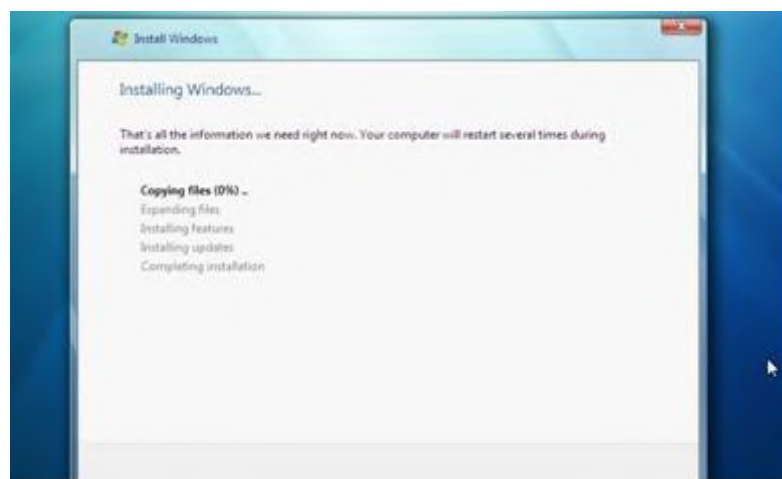 Install Windows
Installing Windows...
That's all the information we need right now. Your computer will restart several times during
installation.
Copying files (0%) ..
Expanding files
Installing features
Installing updates
Completing installation